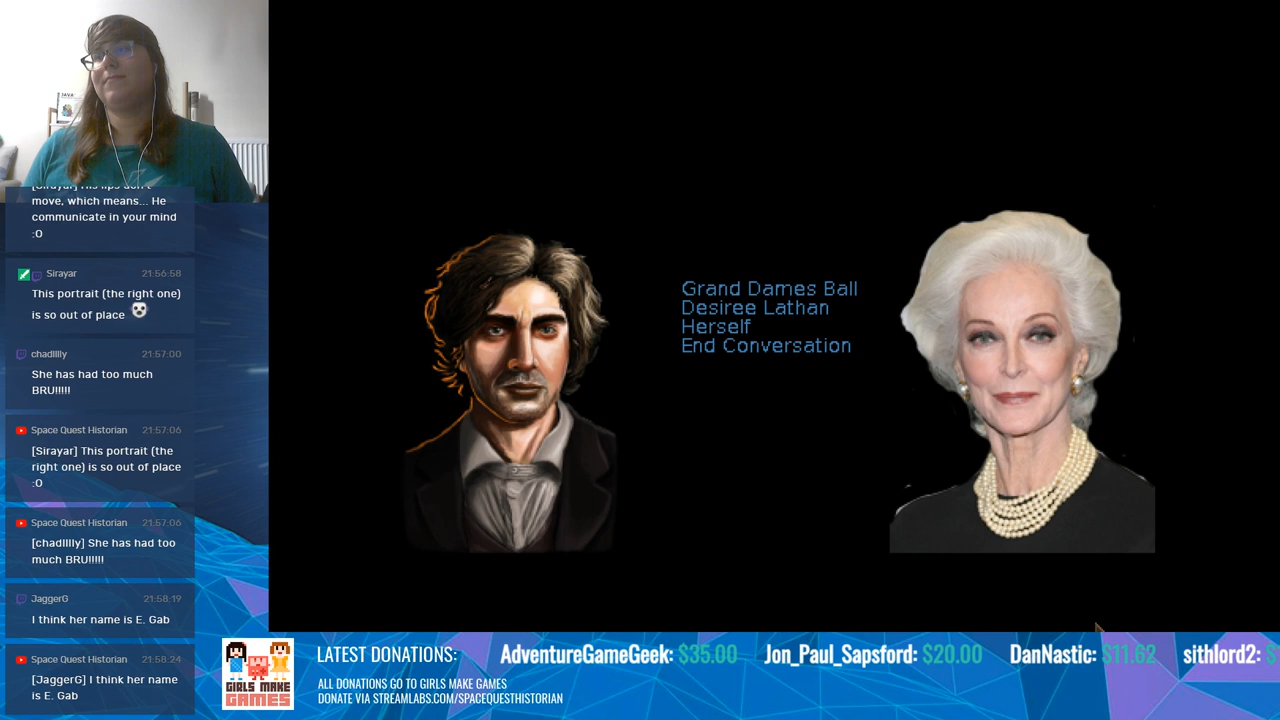 JAVA
move, which means... He
communicate in your mind
:O
Sirayar 21:56:58
This portrait (the right one)
is so out of place
chadlllly 21:57:00
She has had too much
BRU!!!!!
Space Quest Historian 21:57:06
[Sirayar] This portrait (the
right one) is so out of place
:O
Space Quest Historian 21:57:06
[chadlllly] She has had too
much BRU!!!!!
JaggerG 21:58:19
I think her name is E. Gab
Space Quest Historian 21:58:24
[JaggerG] I think her name
is E. Gab
Grand Dames Ball
Desiree Lathan
Herself
End Conversation
GIRLS MAKE
GAMES
LATEST DONATIONS:
AdventureGameGeek: $35.00 Jon_Paul_Sapsford: $20.00 DanNastic: $11.62 sithlord2:
ALL DONATIONS GO TO GIRLS MAKE GAMES
DONATE VIA STREAMLABS.COM/SPACEQUESTHISTORIAN